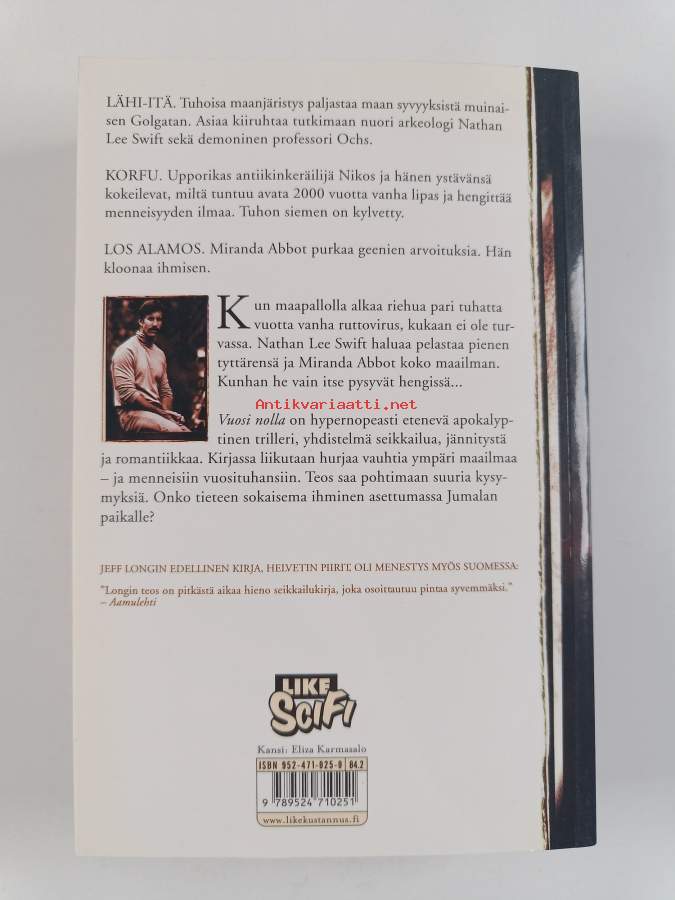 LÄHI-ITÄ. Tuhoisa maanjäristys paljastaa maan syvyyksistä muinai-
sen Golgatan. Asiaa kiiruhtaa tutkimaan nuori arkeologi Nathan
Lee Swift sekä demoninen professori Ochs.
KORFU. Upporikas antiikinkeräilijä Nikos ja hänen ystävänsä
kokeilevat, miltä tuntuu avata 2000 vuotta vanha lipas ja hengittää
menneisyyden ilmaa. Tuhon siemen on kylvetty.
LOS ALAMOS. Miranda Abbot purkaa geenien arvoituksia. Hän
kloonaa ihmisen.
Kun maapallolla alkaa riehua pari tuhatta
vuotta vanha ruttovirus, kukaan ei ole tur-
vassa. Nathan Lee Swift haluaa pelastaa pienen
tyttärensä ja Miranda Abbot koko maailman.
Kunhan he vain itse pysyvät hengissä...
Antikvariaatti.net
Vuosi nolla on hypernopeasti etenevä apokalyp-
tinen trilleri, yhdistelmä seikkailua, jännitystä
ja romantiikkaa. Kirjassa liikutaan hurjaa vauhtia ympäri maailmaa
– ja menneisiin vuosituhansiin. Teos saa pohtimaan suuria kysy-
myksiä. Onko tieteen sokaisema ihminen asettumassa Jumalan
paikalle?
JEFF LONGIN EDELLINEN KIRJA, HELVETIN PIIRIT, OLI MENESTYS MYÖS SUOMESSA:
"Longin teos on pitkästä aikaa hieno seikkailukirja, joka osoittautuu pintaa syvemmäksi."
– Aamulehti
LIKE
SCIFI
Kansi: Eliza Karmasalo
ISBN 952-471-025-0 84.2
9 789524 710251
www.likekustannus.fi